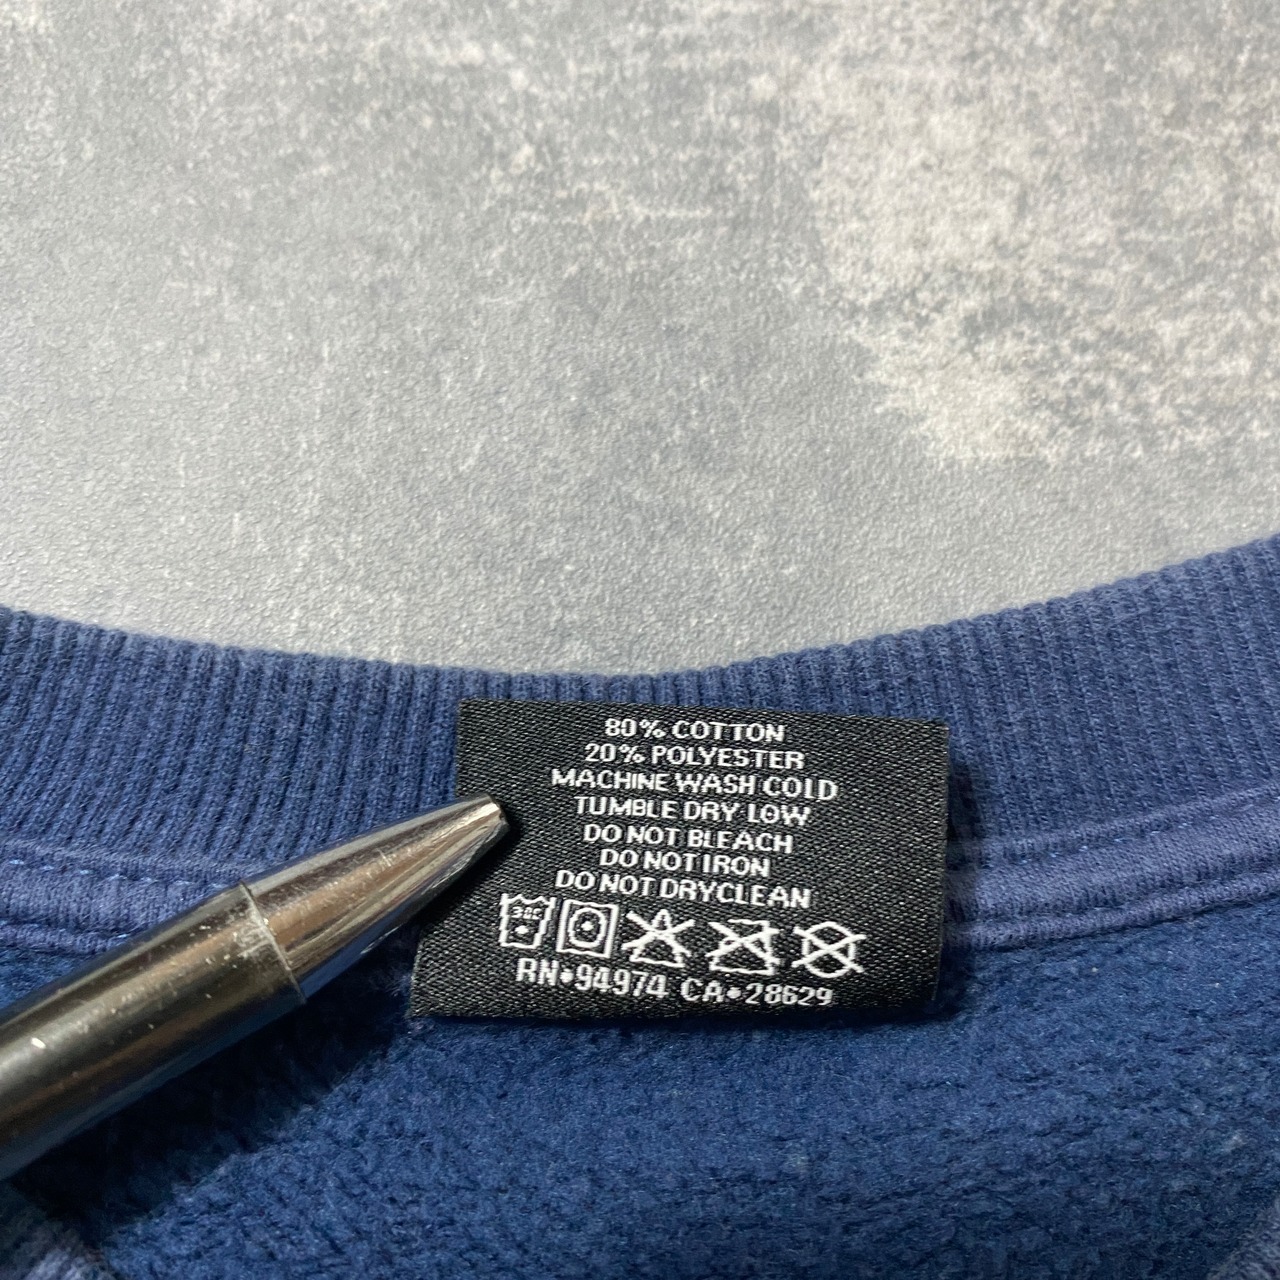 80% COTTON
20% POLYESTER
MACHINE WASH COLD
TUMBLE DRY LOW
DO NOT BLEACH
DO NOT IRON
DO NOT DRYCLEAN
30C
RN•94974 CA•28629